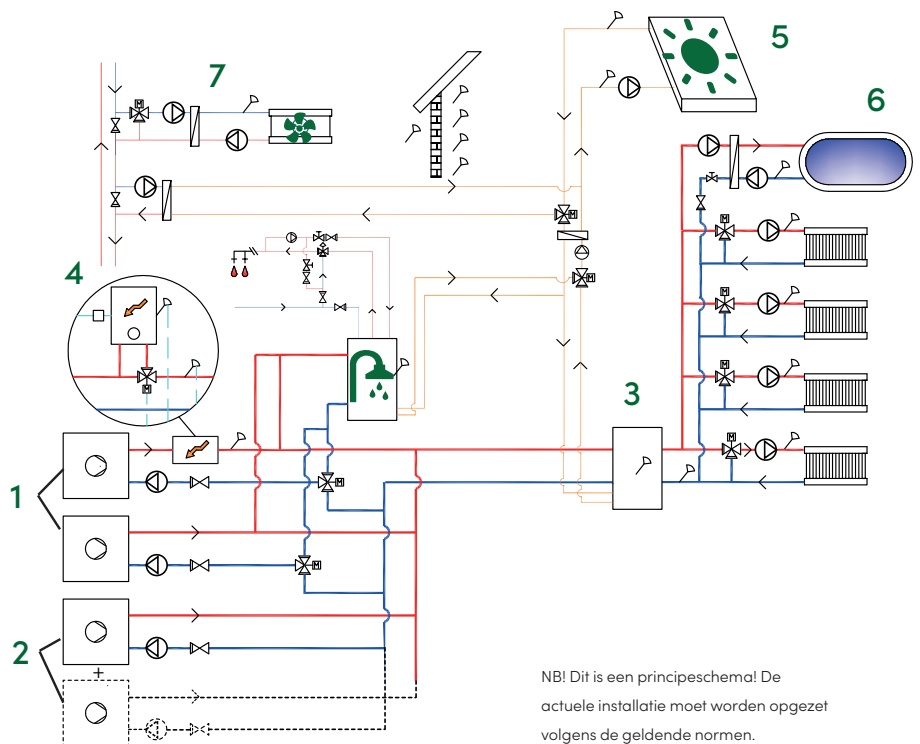 5
7
6
M
M
4
M
M
M
3
M
M
M
1
M
M
2
+
NB! Dit is een principeschema! De
actuele installatie moet worden opgezet
volgens de geldende normen.